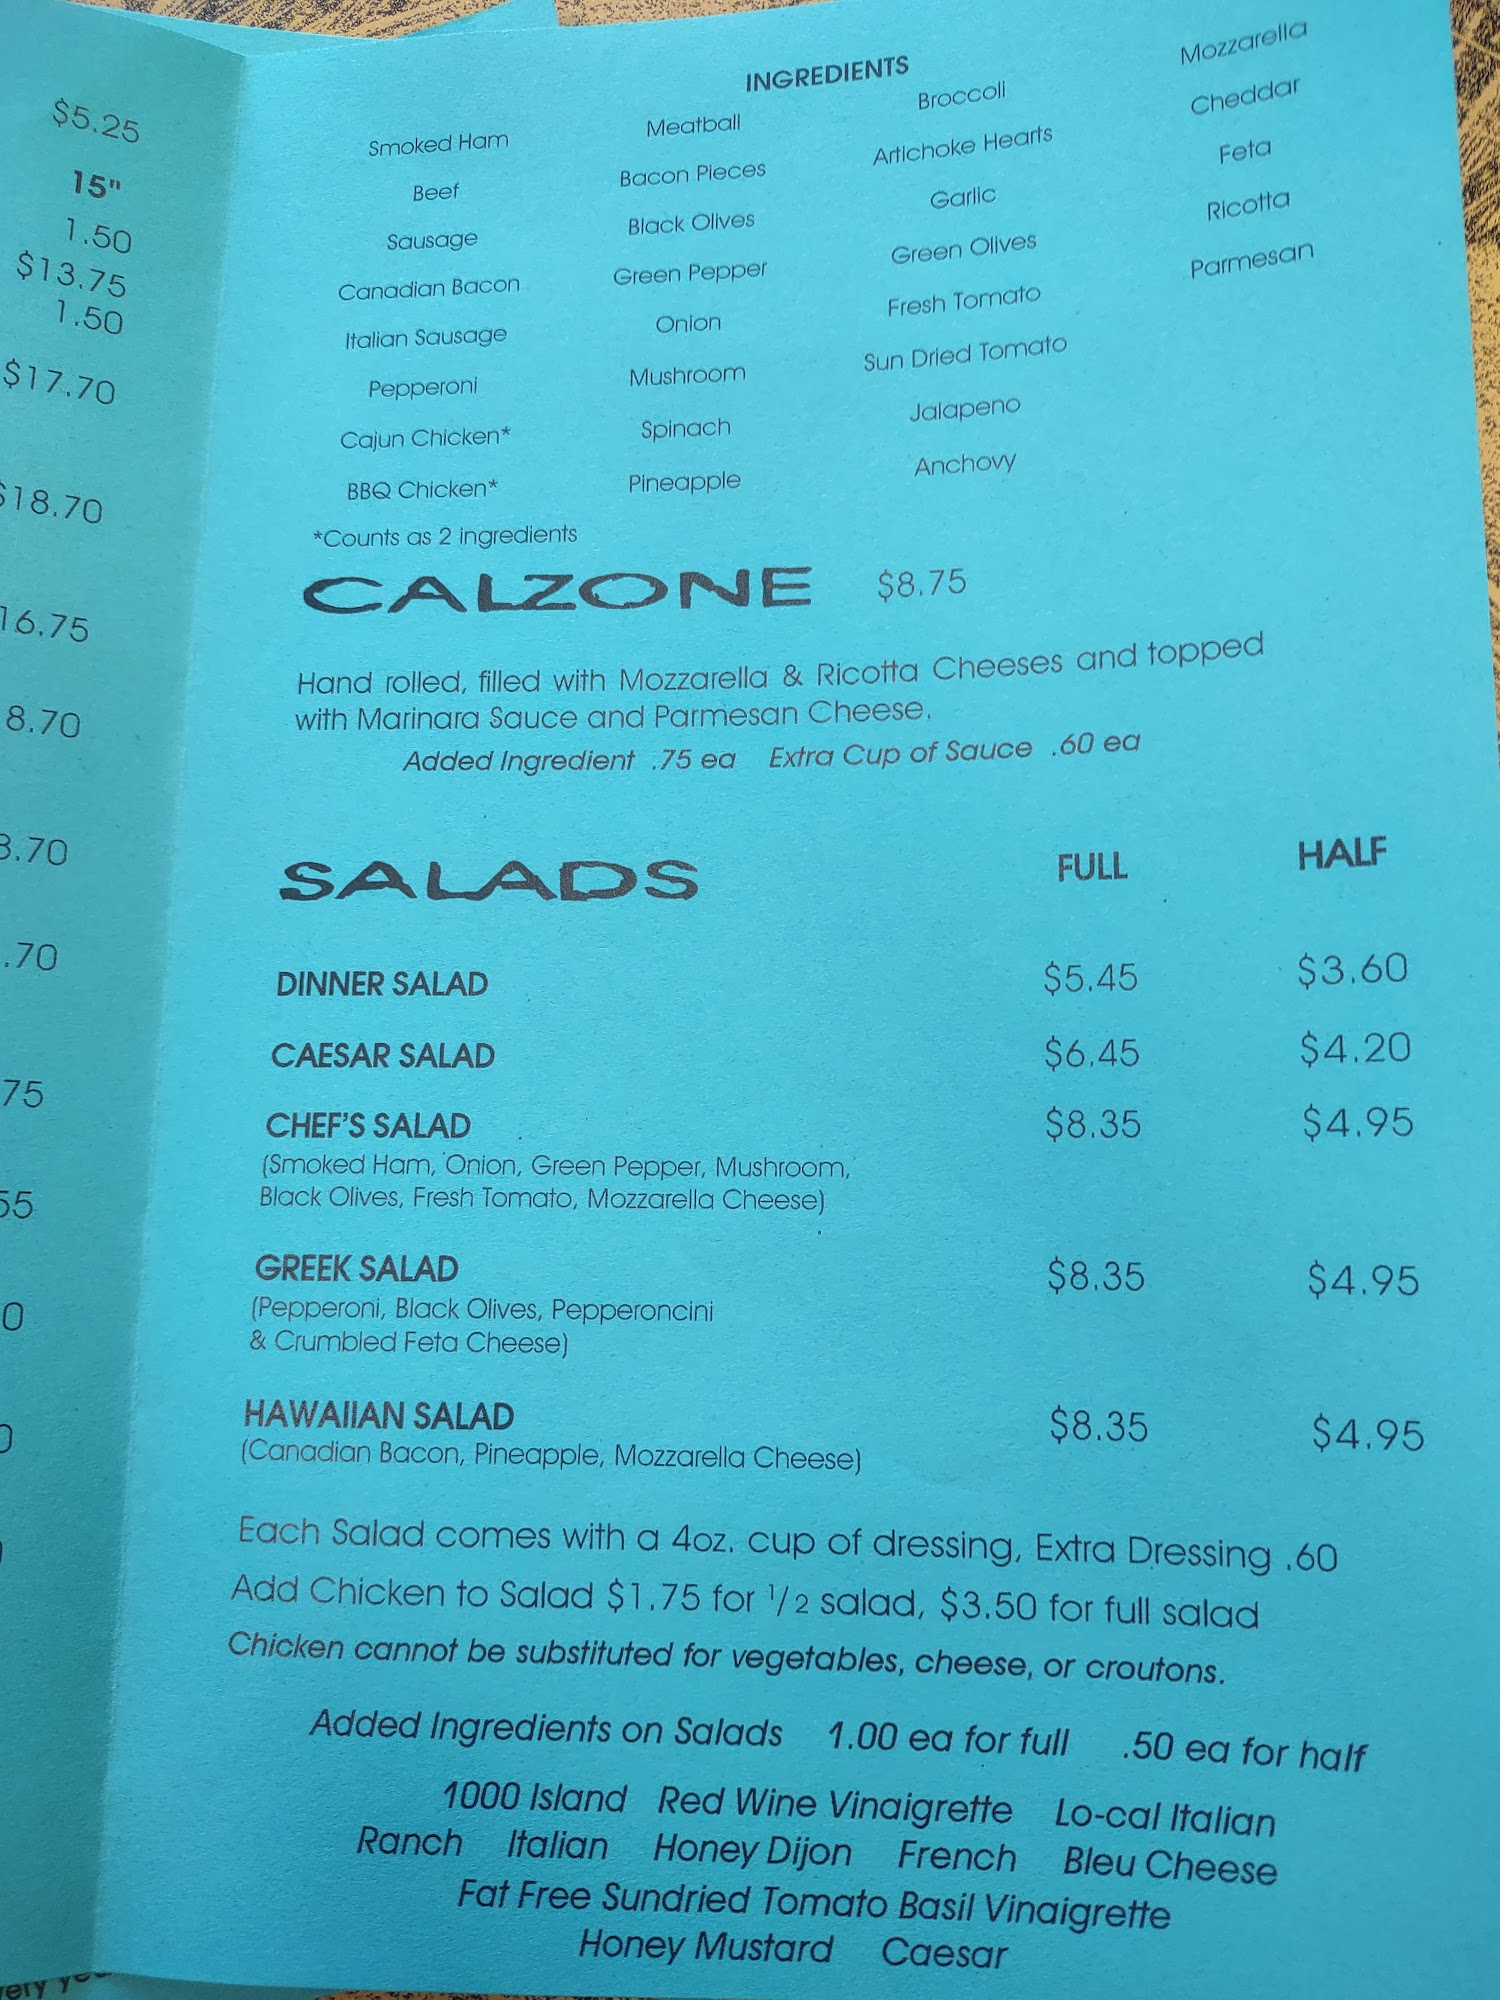 $5.25
15"
1.50
$13.75
1.50
$17.70
$18.70
16.75
8.70
.70
.70
75
55
0
INGREDIENTS
Smoked Ham Meatball Broccoli Mozzarella
Beef Bacon Pieces Artichoke Hearts Cheddar
Sausage Black Olives Garlic Feta
Canadian Bacon Green Pepper Green Olives Ricotta
Italian Sausage Onion Fresh Tomato Parmesan
Pepperoni Mushroom Sun Dried Tomato
Cajun Chicken* Spinach Jalapeno
BBQ Chicken* Pineapple Anchovy
*Counts as 2 ingredients
CALZONE $8.75
Hand rolled, filled with Mozzarella & Ricotta Cheeses and topped
with Marinara Sauce and Parmesan Cheese.
Added Ingredient .75 ea Extra Cup of Sauce .60 ea
SALADS FULL HALF
DINNER SALAD $5.45 $3.60
CAESAR SALAD $6.45 $4.20
CHEF'S SALAD $8.35 $4.95
(Smoked Ham, Onion, Green Pepper, Mushroom,
Black Olives, Fresh Tomato, Mozzarella Cheese)
GREEK SALAD $8.35 $4.95
(Pepperoni, Black Olives, Pepperoncini
& Crumbled Feta Cheese)
HAWAIIAN SALAD $8.35 $4.95
(Canadian Bacon, Pineapple, Mozzarella Cheese)
Each Salad comes with a 4oz. cup of dressing, Extra Dressing .60
Add Chicken to Salad $1.75 for 1/2 salad, $3.50 for full salad
Chicken cannot be substituted for vegetables, cheese, or croutons.
Added Ingredients on Salads 1.00 ea for full .50 ea for half
1000 Island Red Wine Vinaigrette Lo-cal Italian
Ranch Italian Honey Dijon French Bleu Cheese
Fat Free Sundried Tomato Basil Vinaigrette
Honey Mustard Caesar